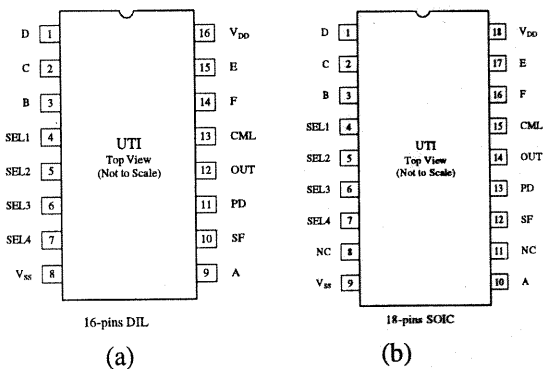 D 1 16 VDD
C 2 15 E
B 3 14 F
SEL1 4 13 CML
SEL2 5 12 OUT
SEL3 6 11 PD
SEL4 7 10 SF
VSS 8 9 A
UTI
Top View
(Not to Scale)
16-pins DIL
(a)
D 1 18 VDD
C 2 17 E
B 3 16 F
SEL1 4 15 CML
SEL2 5 14 OUT
SEL3 6 13 PD
SEL4 7 12 SF
NC 8 11 NC
VSS 9 10 A
UTI
Top View
(Not to Scale)
18-pins SOIC
(b)